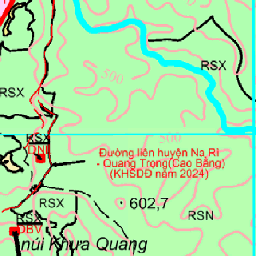 RSX
500
RSX
RSX
DNL
500
Đường liên huyện Na Rì
- Quang Trọng(Cao Bằng)
(KHSDĐ năm 2024)
RSX
602,7
RSN
RSX
DBV
núi Khưa Quang